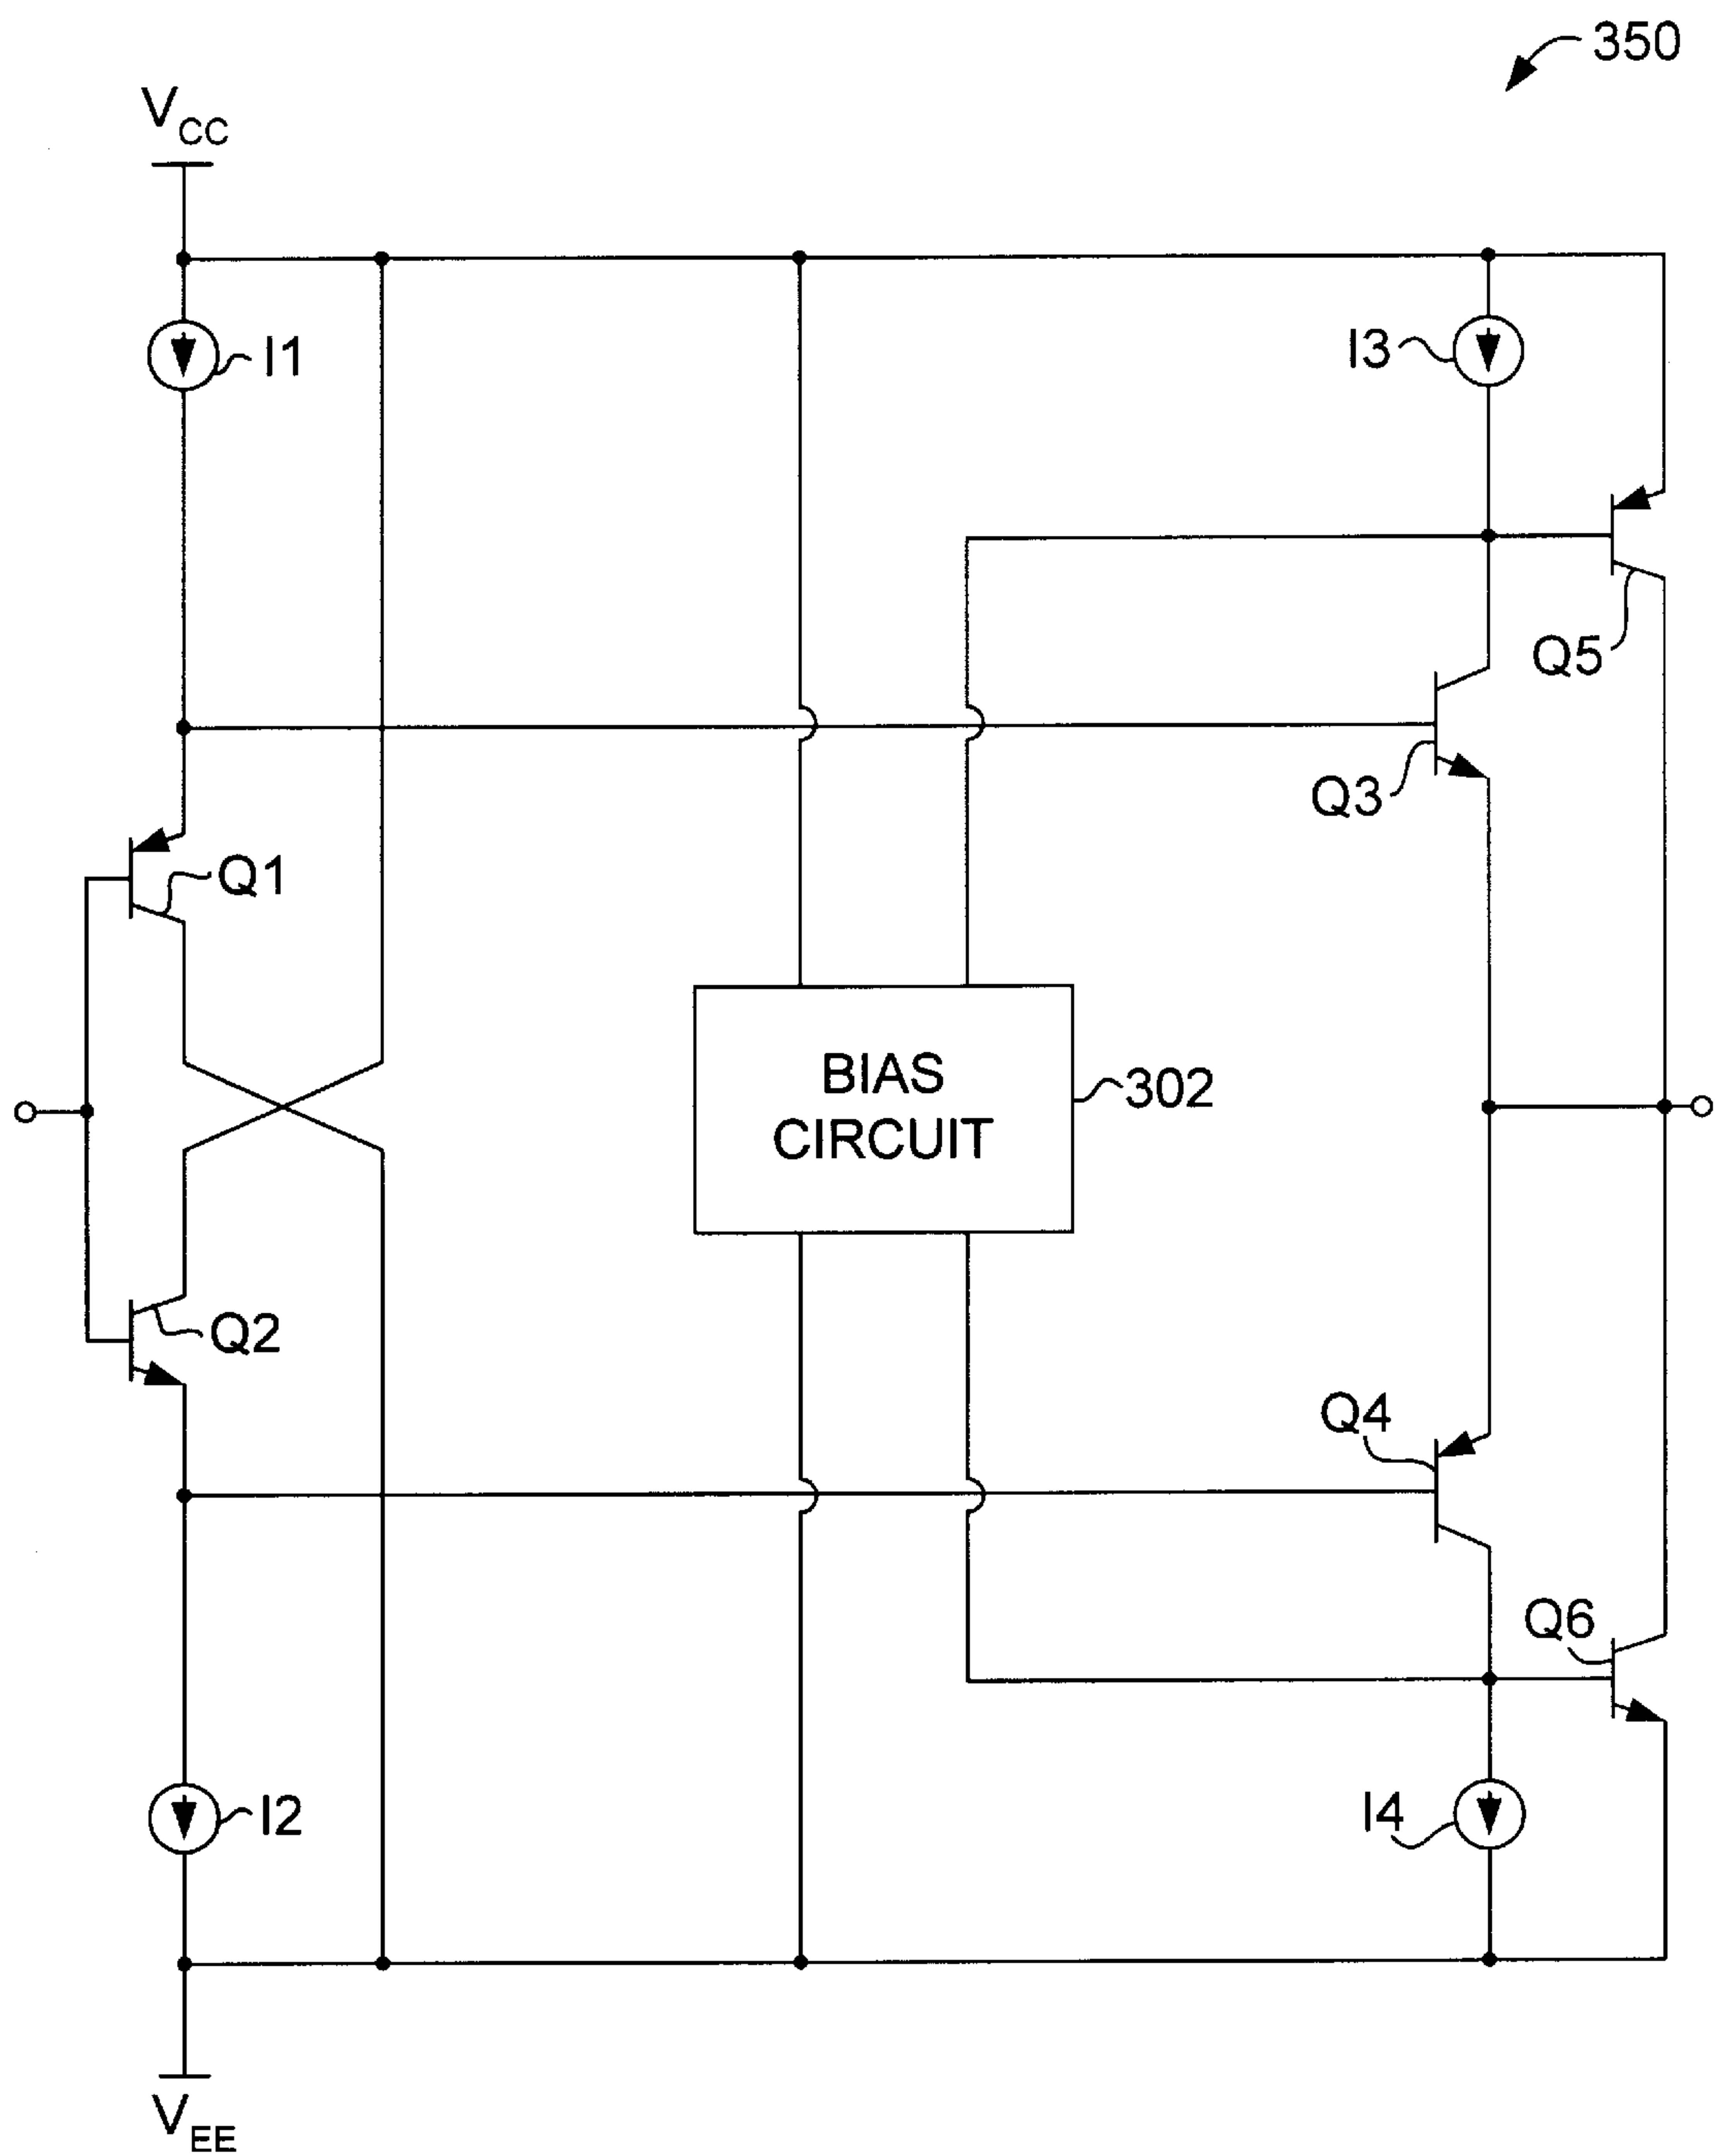 350
VCC
I1
I3
Q5
Q3
Q1
BIAS
CIRCUIT
302
Q2
Q4
Q6
I2
I4
VEE